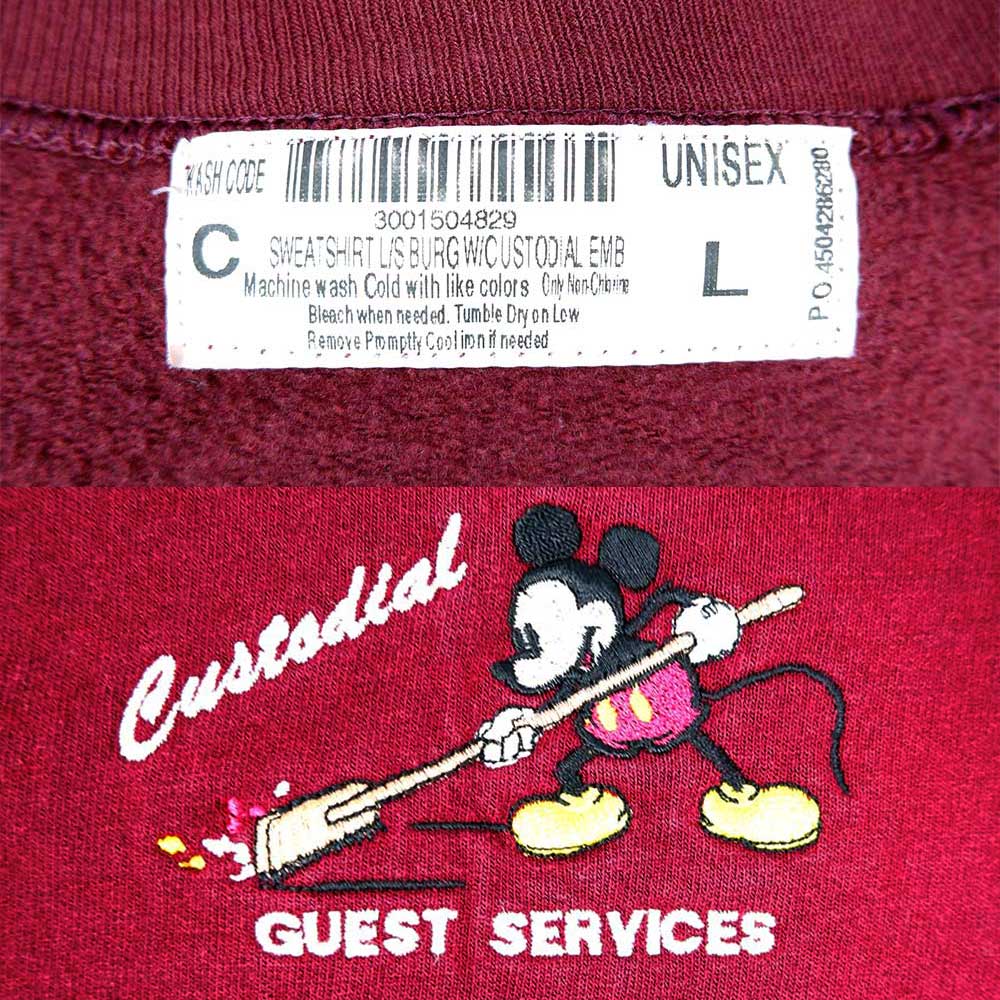 WASH CODE
C
3001504829
SWEATSHIRT L/S BURG W/CUSTODIAL EMB
Machine wash Cold with like colors Only Non-Chlorine
Bleach when needed. Tumble Dry on Low
Remove Promptly Cool iron if needed
UNISEX
L
P.O. 4504286280
Custodial
GUEST SERVICES